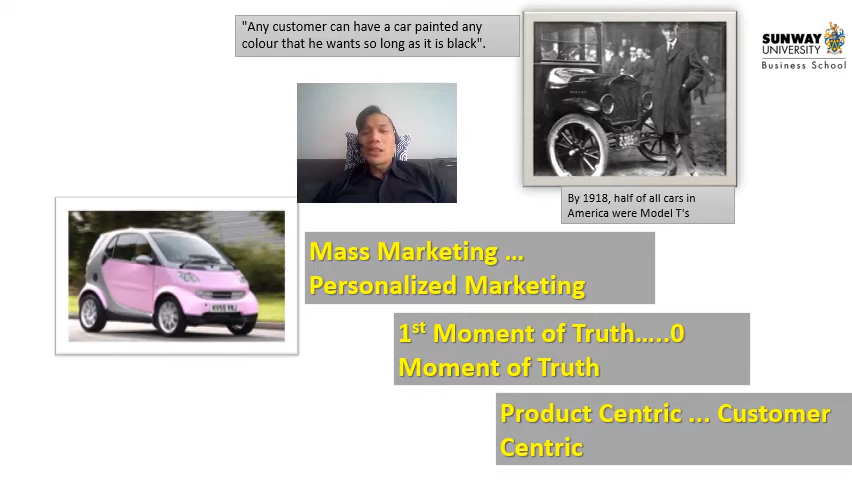 "Any customer can have a car painted any
colour that he wants so long as it is black".
SUNWAY
UNIVERSITY
Business School
By 1918, half of all cars in
America were Model T's
Mass Marketing …
Personalized Marketing
1st Moment of Truth…..0
Moment of Truth
Product Centric ... Customer
Centric